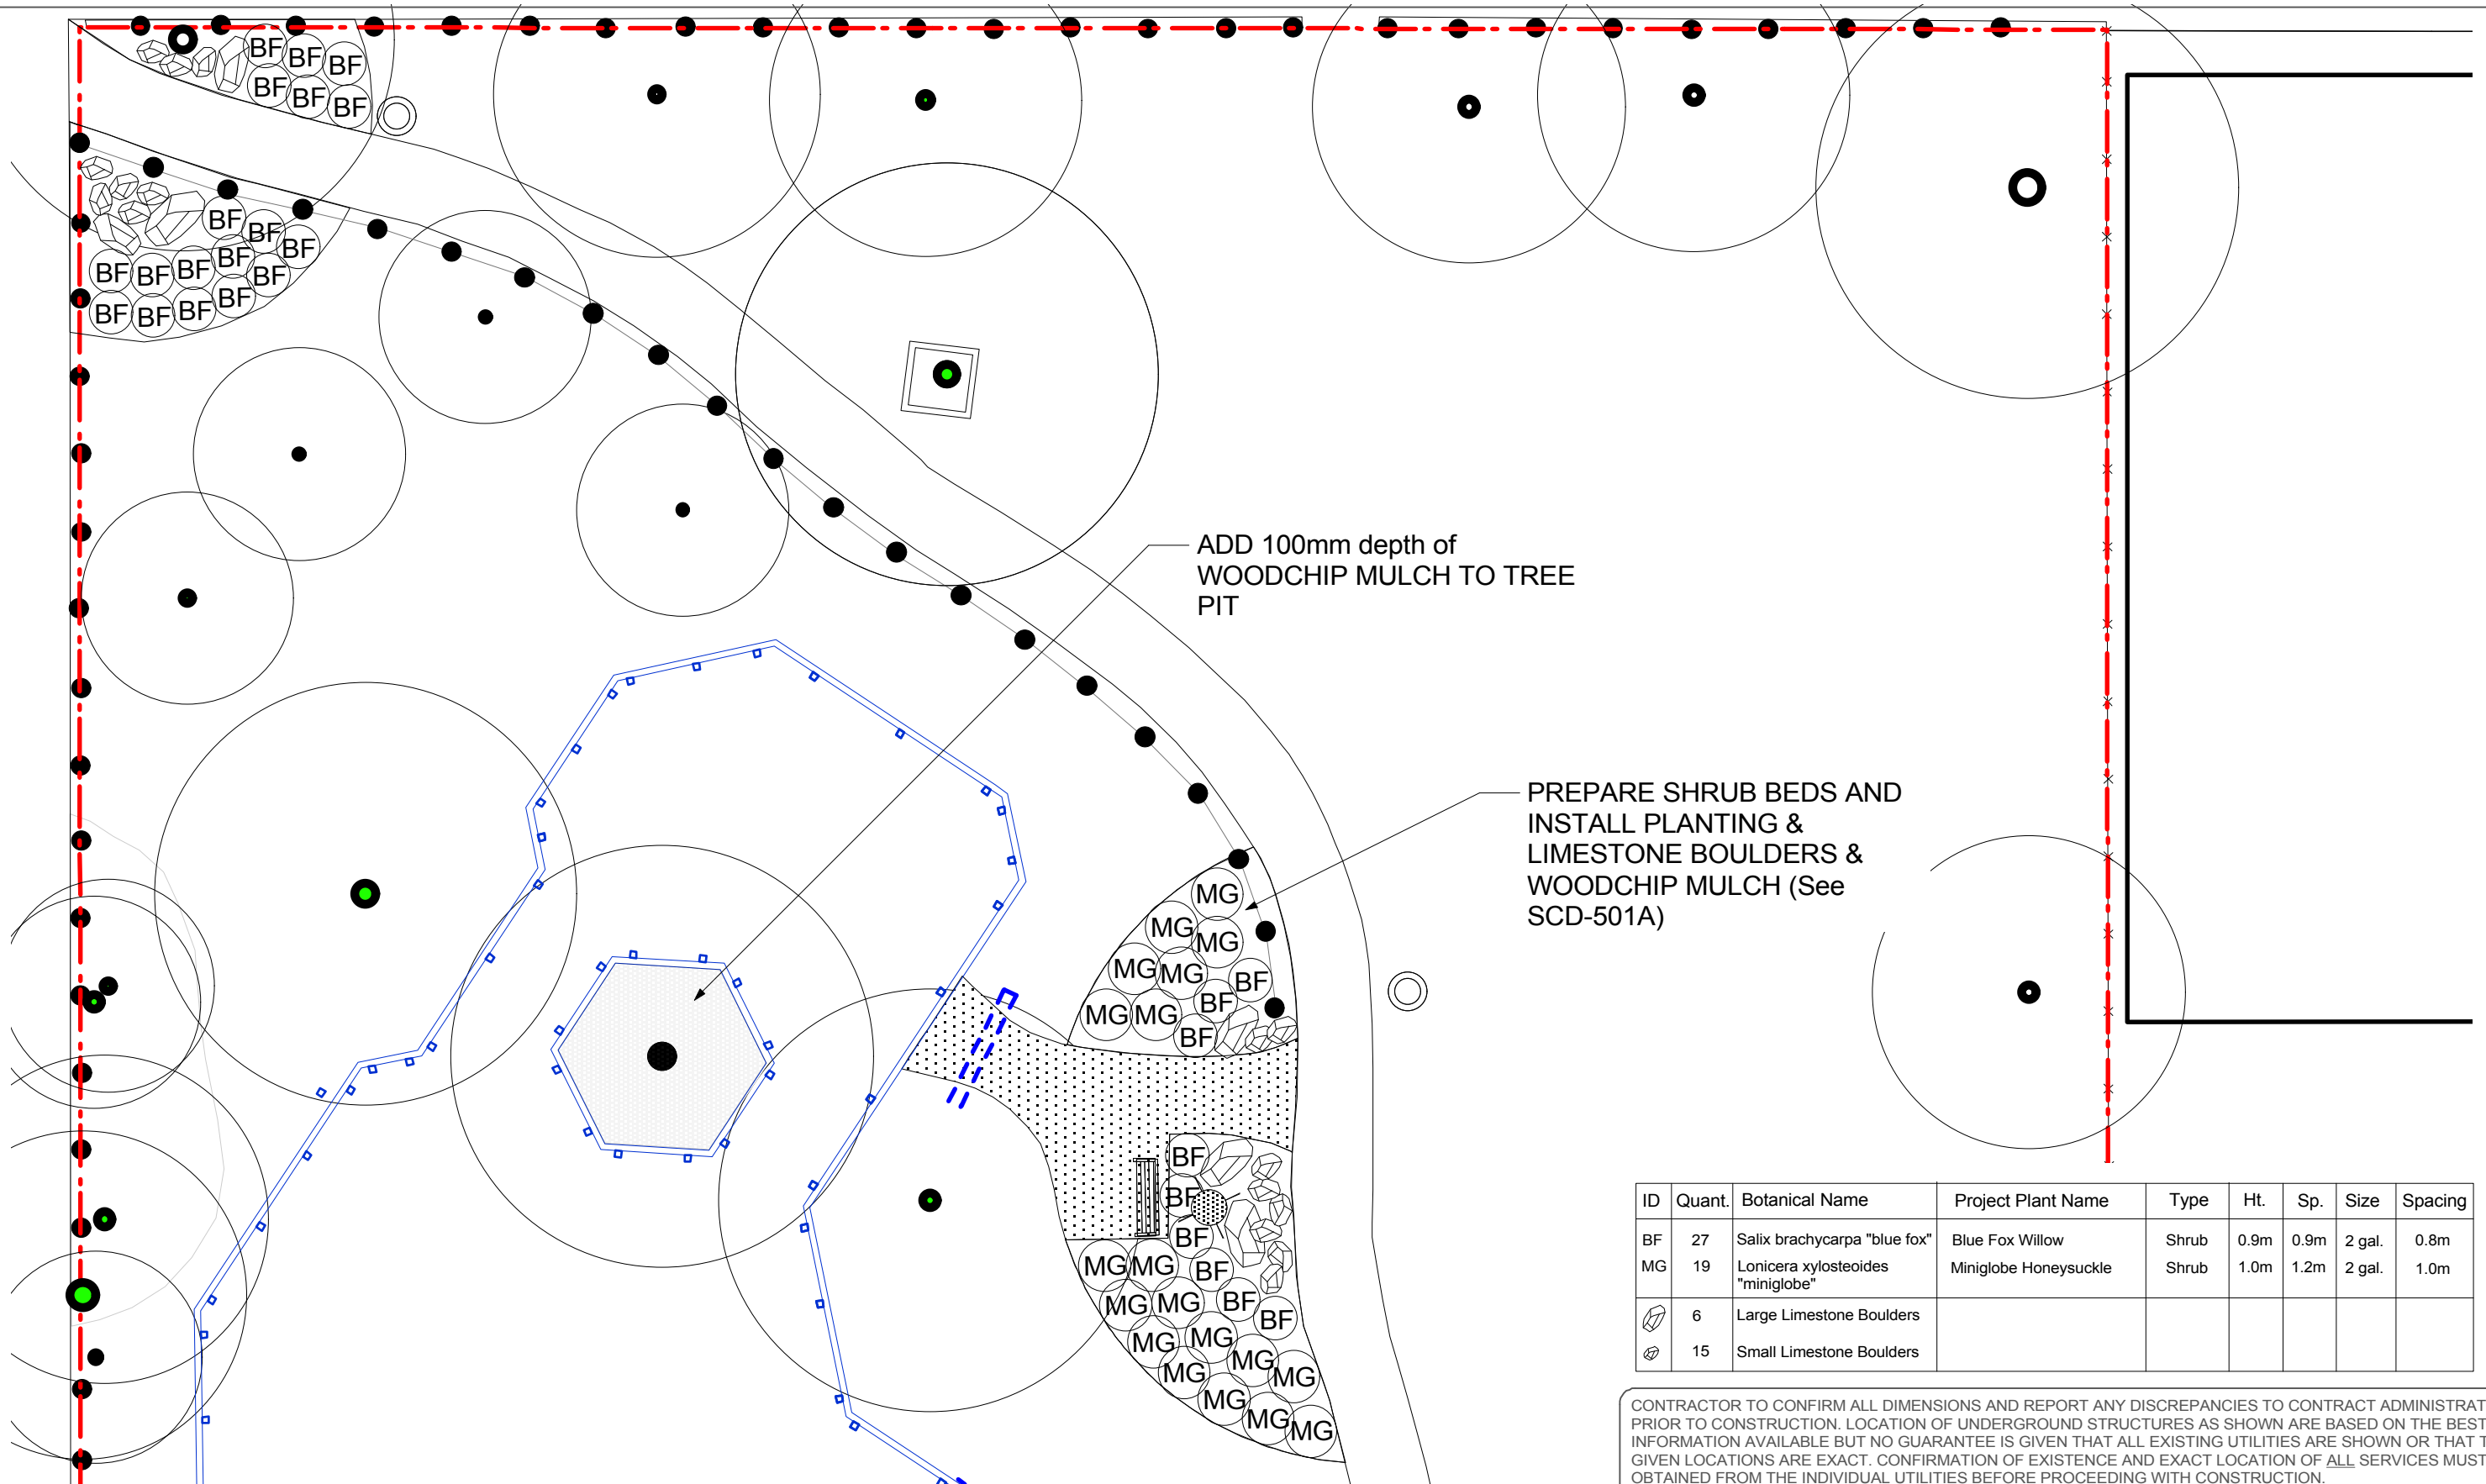 BF BF BF
BF BF BF
BF BF BF
BF BF BF BF BF
BF BF BF BF
ADD 100mm depth of
WOODCHIP MULCH TO TREE
PIT
PREPARE SHRUB BEDS AND
INSTALL PLANTING &
LIMESTONE BOULDERS &
WOODCHIP MULCH (See
SCD-501A)
MG
MG MG
MG MG BF
MG MG BF
BF
BF
BF
BF
MG MG BF
MG MG BF BF
MG MG
MG MG MG
MG MG MG
ID Quant. Botanical Name Project Plant Name Type Ht. Sp. Size Spacing
BF 27 Salix brachycarpa "blue fox" Blue Fox Willow Shrub 0.9m 0.9m 2 gal. 0.8m
MG 19 Lonicera xylosteoides Miniglobe Honeysuckle Shrub 1.0m 1.2m 2 gal. 1.0m
"miniglobe"
6 Large Limestone Boulders
15 Small Limestone Boulders
CONTRACTOR TO CONFIRM ALL DIMENSIONS AND REPORT ANY DISCREPANCIES TO CONTRACT ADMINISTRAT
PRIOR TO CONSTRUCTION. LOCATION OF UNDERGROUND STRUCTURES AS SHOWN ARE BASED ON THE BEST
INFORMATION AVAILABLE BUT NO GUARANTEE IS GIVEN THAT ALL EXISTING UTILITIES ARE SHOWN OR THAT T
GIVEN LOCATIONS ARE EXACT. CONFIRMATION OF EXISTENCE AND EXACT LOCATION OF ALL SERVICES MUST
OBTAINED FROM THE INDIVIDUAL UTILITIES BEFORE PROCEEDING WITH CONSTRUCTION.